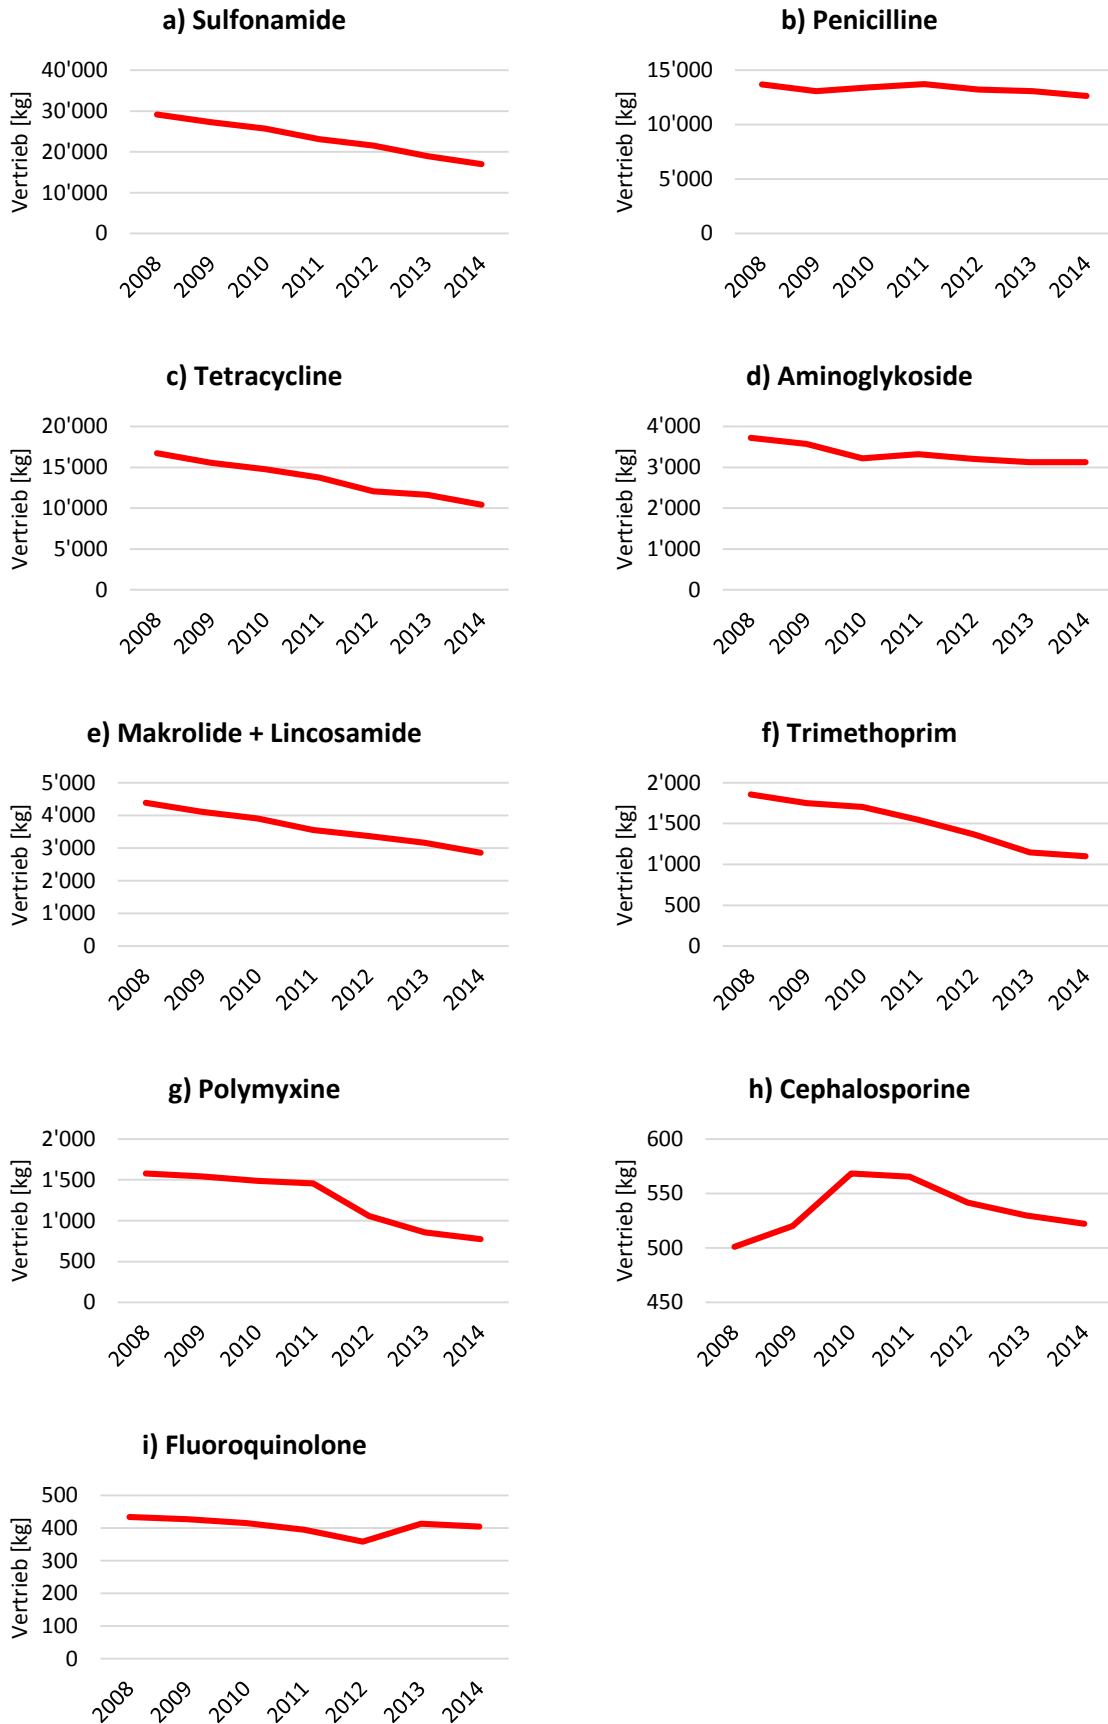 a) Sulfonamide
Vertrieb [kg]
40'000
30'000
20'000
10'000
0
2008 2009 2010 2011 2012 2013 2014
b) Penicilline
Vertrieb [kg]
15'000
10'000
5'000
0
2008 2009 2010 2011 2012 2013 2014
c) Tetracycline
Vertrieb [kg]
20'000
15'000
10'000
5'000
0
2008 2009 2010 2011 2012 2013 2014
d) Aminoglykoside
Vertrieb [kg]
4'000
3'000
2'000
1'000
0
2008 2009 2010 2011 2012 2013 2014
e) Makrolide + Lincosamide
Vertrieb [kg]
5'000
4'000
3'000
2'000
1'000
0
2008 2009 2010 2011 2012 2013 2014
f) Trimethoprim
Vertrieb [kg]
2'000
1'500
1'000
500
0
2008 2009 2010 2011 2012 2013 2014
g) Polymyxine
Vertrieb [kg]
2'000
1'500
1'000
500
0
2008 2009 2010 2011 2012 2013 2014
h) Cephalosporine
Vertrieb [kg]
600
550
500
450
2008 2009 2010 2011 2012 2013 2014
i) Fluoroquinolone
Vertrieb [kg]
500
400
300
200
100
0
2008 2009 2010 2011 2012 2013 2014